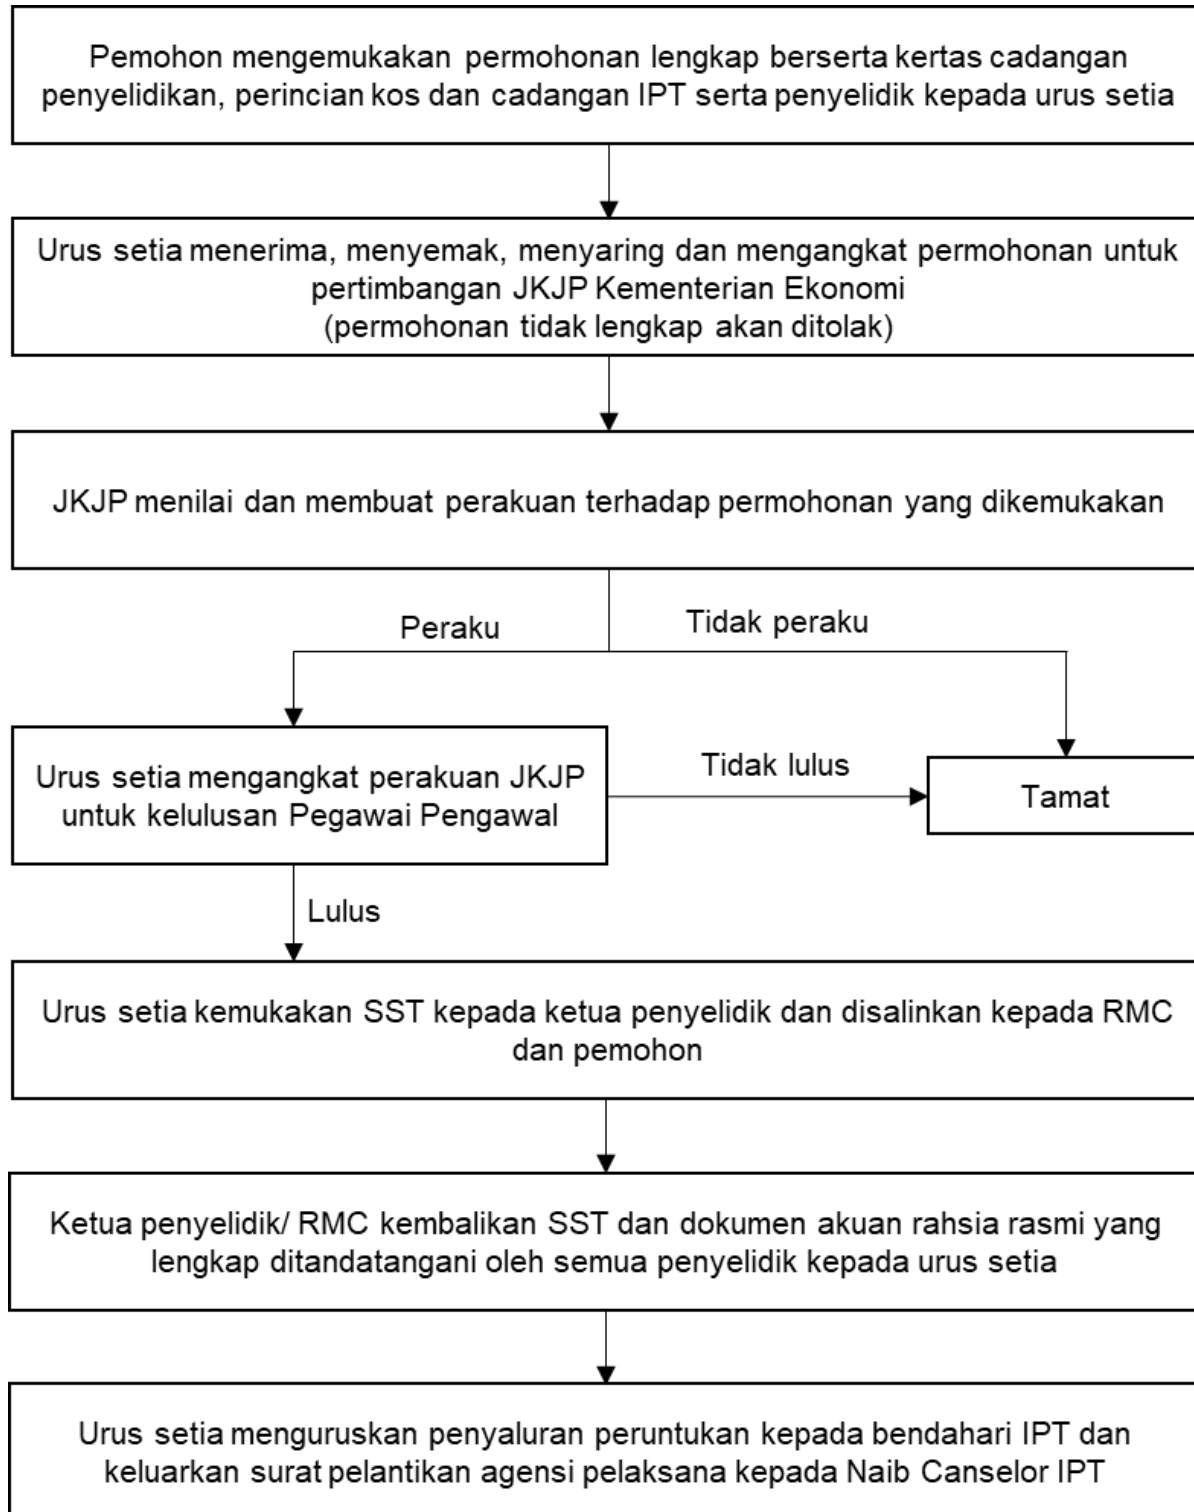 Pemohon mengemukakan permohonan lengkap berserta kertas cadangan
penyelidikan, perincian kos dan cadangan IPT serta penyelidik kepada urus setia
Urus setia menerima, menyemak, menyaring dan mengangkat permohonan untuk
pertimbangan JKJP Kementerian Ekonomi
(permohonan tidak lengkap akan ditolak)
JKJP menilai dan membuat perakuan terhadap permohonan yang dikemukakan
Peraku
Tidak peraku
Urus setia mengangkat perakuan JKJP
untuk kelulusan Pegawai Pengawal
Tidak lulus
Tamat
Lulus
Urus setia kemukakan SST kepada ketua penyelidik dan disalinkan kepada RMC
dan pemohon
Ketua penyelidik/ RMC kembalikan SST dan dokumen akuan rahsia rasmi yang
lengkap ditandatangani oleh semua penyelidik kepada urus setia
Urus setia menguruskan penyaluran peruntukan kepada bendahari IPT dan
keluarkan surat pelantikan agensi pelaksana kepada Naib Canselor IPT